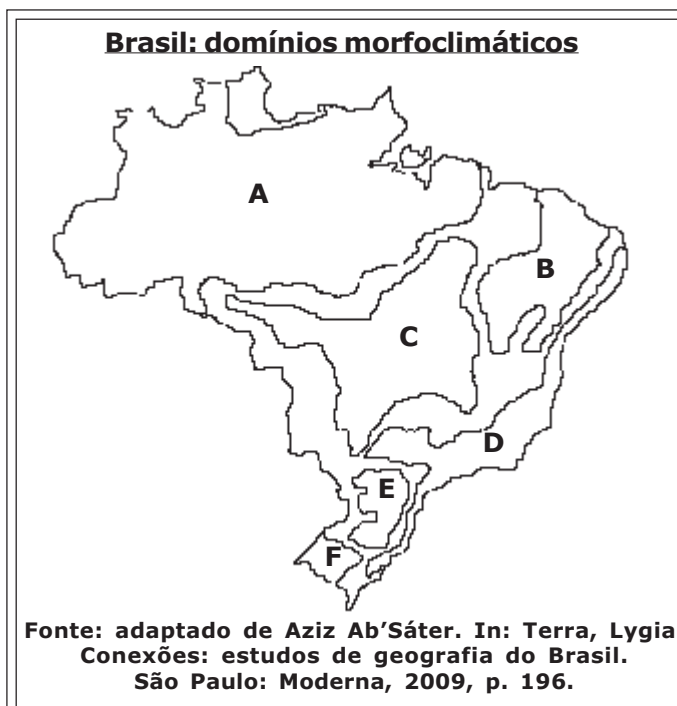 Brasil: domínios morfoclimáticos
A
B
C
D
E
F
Fonte: adaptado de Aziz Ab'Sáter. In: Terra, Lygia
Conexões: estudos de geografia do Brasil.
São Paulo: Moderna, 2009, p. 196.